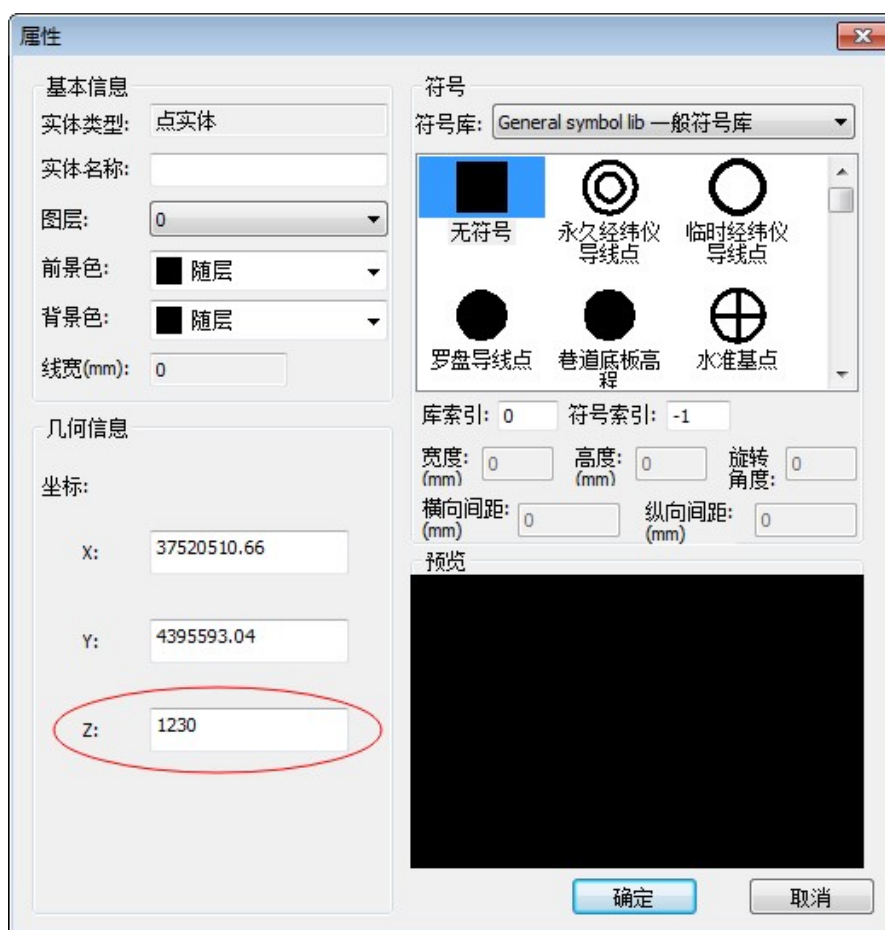 属性
基本信息
实体类型: 点实体
实体名称:
图层: 0
前景色: 随层
背景色: 随层
线宽(mm): 0
几何信息
坐标:
X: 37520510.66
Y: 4395593.04
Z: 1230
符号
符号库: General symbol lib 一般符号库
无符号 永久经纬仪 临时经纬仪
导线点 导线点
罗盘导线点 巷道底板高 水准基点
程
库索引: 0 符号索引: -1
宽度: 0 高度: 0 旋转 0
(mm) (mm) 角度:
横向间距: 0 纵向间距: 0
(mm) (mm)
预览
确定 取消